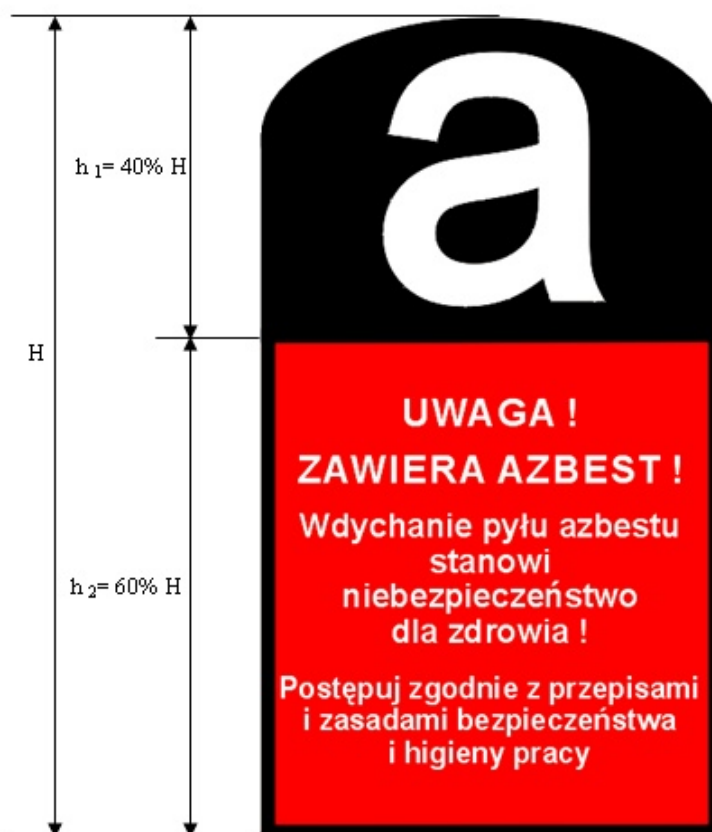 a
h 1= 40% H
H
h 2= 60% H
UWAGA !
ZAWIERA AZBEST !
Wdychanie pyłu azbestu
stanowi
niebezpieczeństwo
dla zdrowia !
Postępuj zgodnie z przepisami
i zasadami bezpieczeństwa
i higieny pracy